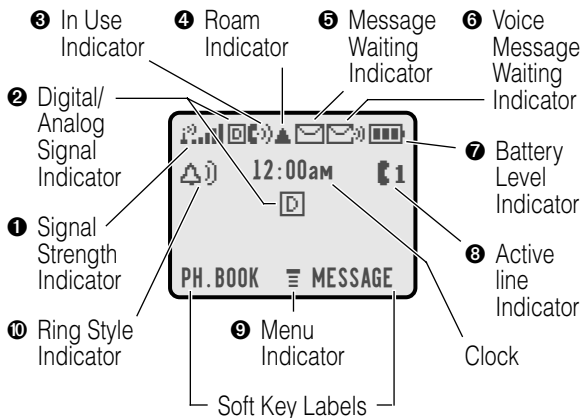 ❸ In Use
Indicator
❹ Roam
Indicator
❺ Message
Waiting
Indicator
❻ Voice
Message
Waiting
Indicator
❷ Digital/
Analog
Signal
Indicator
D
12:00am
1
D
❼ Battery
Level
Indicator
❶ Signal
Strength
Indicator
❽ Active
line
Indicator
PH.BOOK MESSAGE
❿ Ring Style
Indicator
❾ Menu
Indicator
Clock
Soft Key Labels